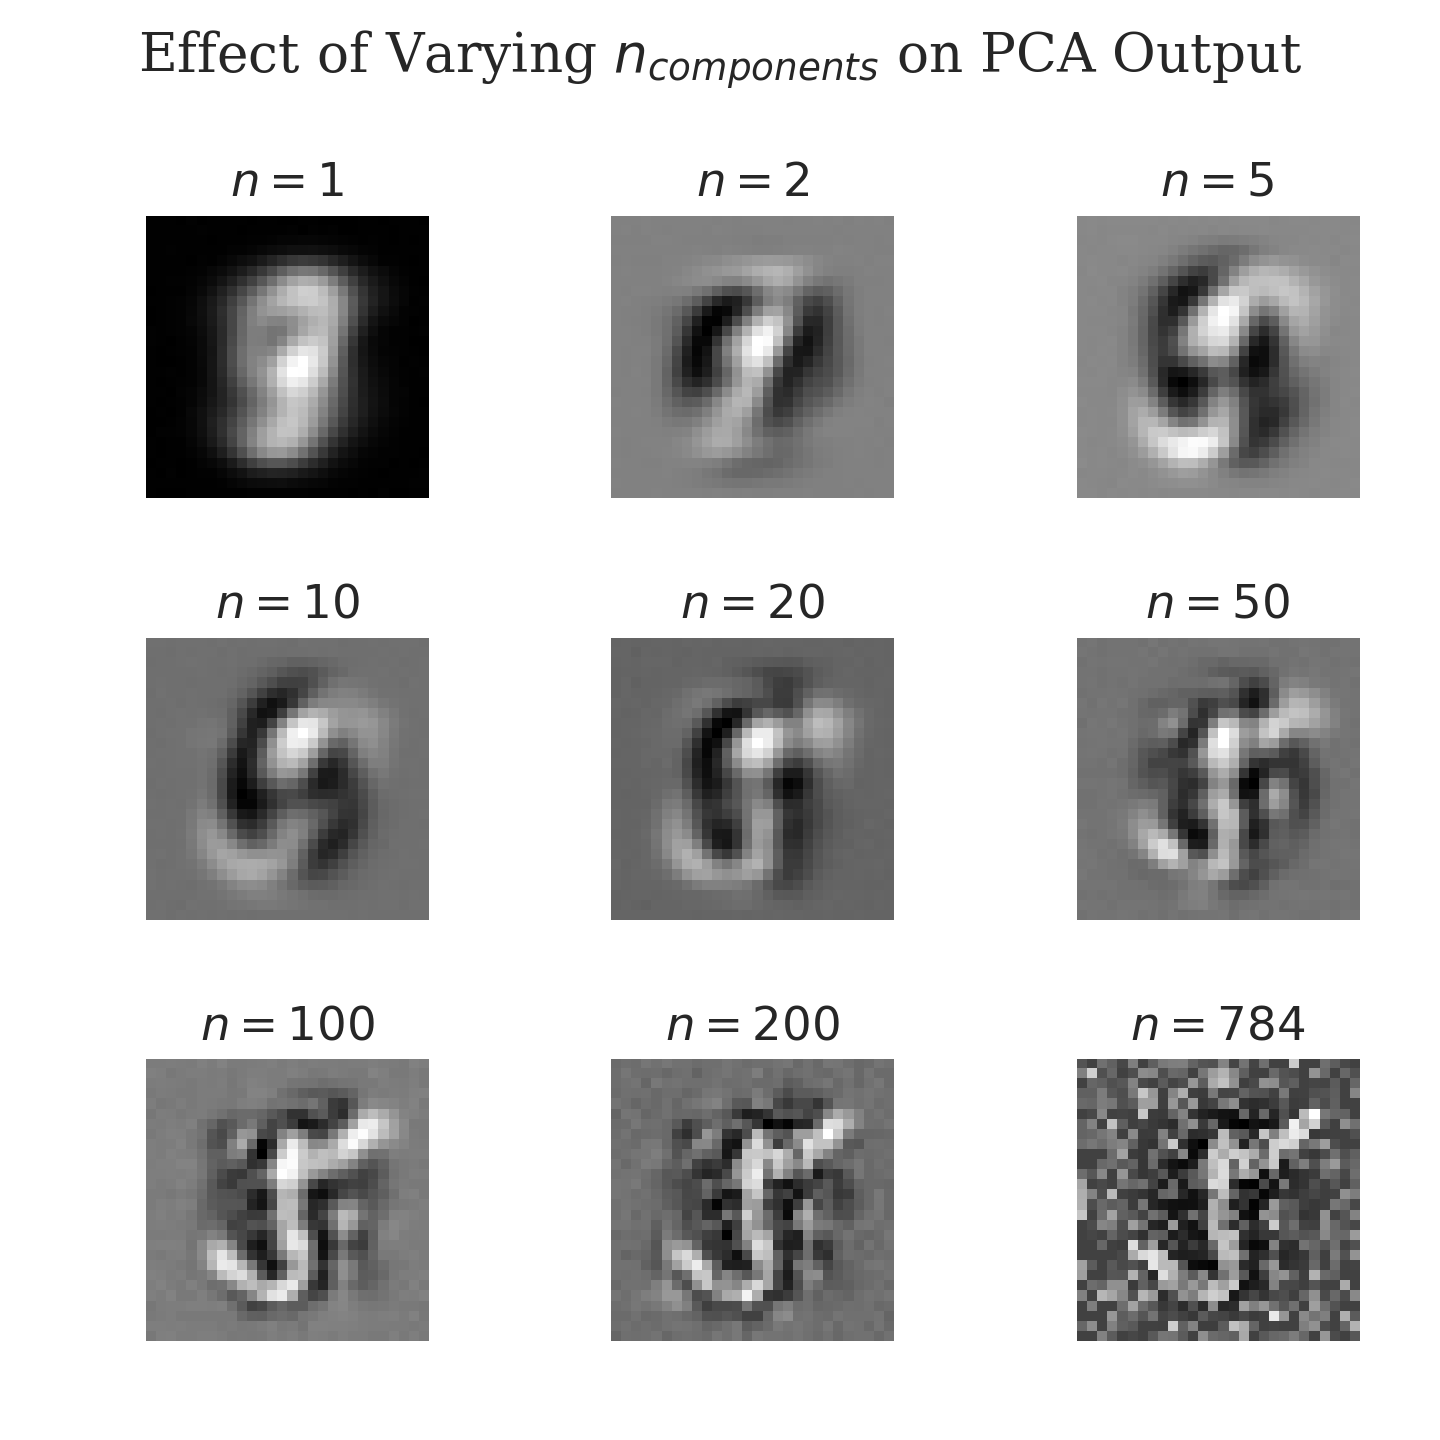 Effect of Varying n_components on PCA Output
n = 1
n = 2
n = 5
n = 10
n = 20
n = 50
n = 100
n = 200
n = 784